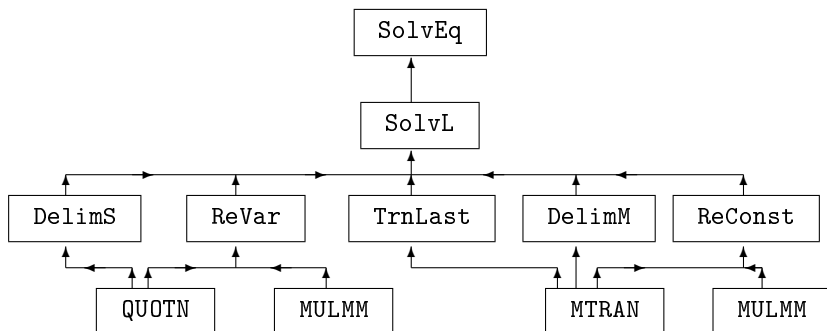 SolvEq
SolvL
DelimS ReVar TrnLast DelimM ReConst
QUOTN MULMM MTRAN MULMM